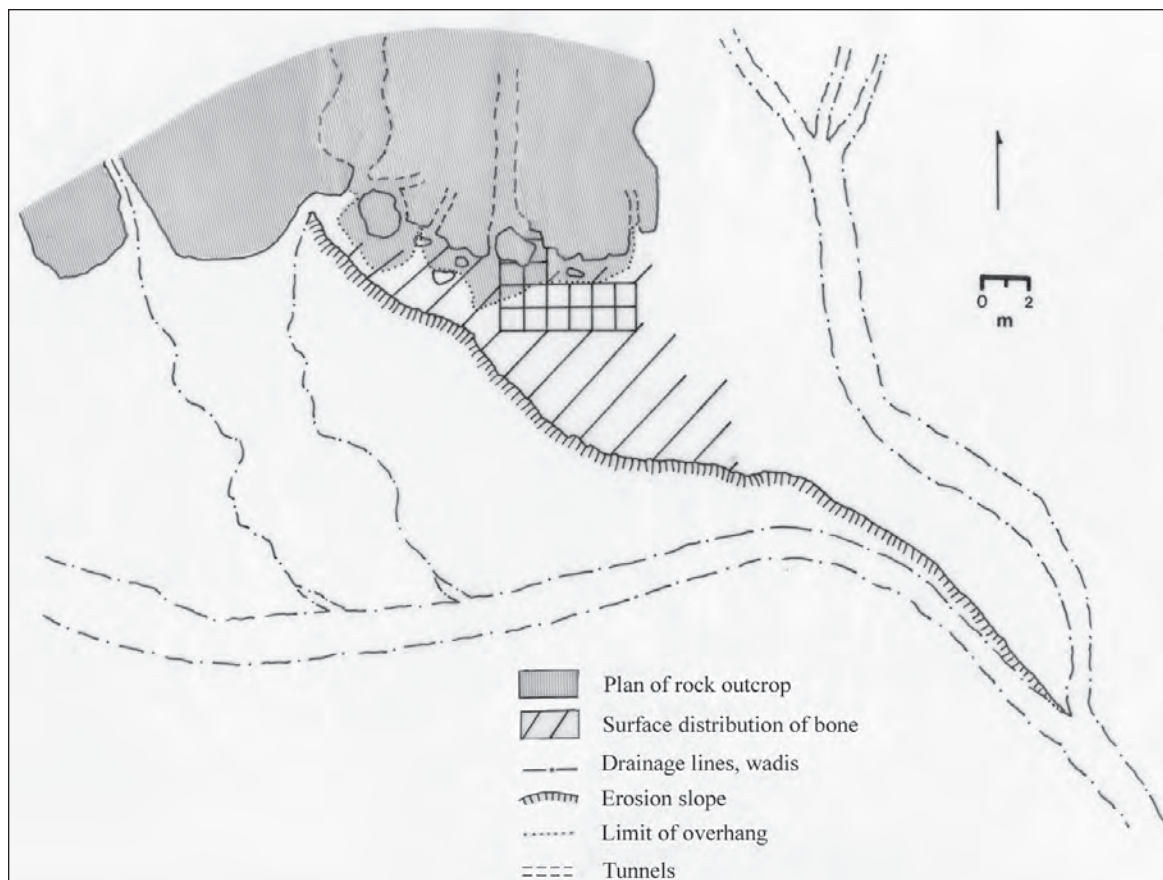 0 2
m
Plan of rock outcrop
Surface distribution of bone
Drainage lines, wadis
Erosion slope
Limit of overhang
Tunnels